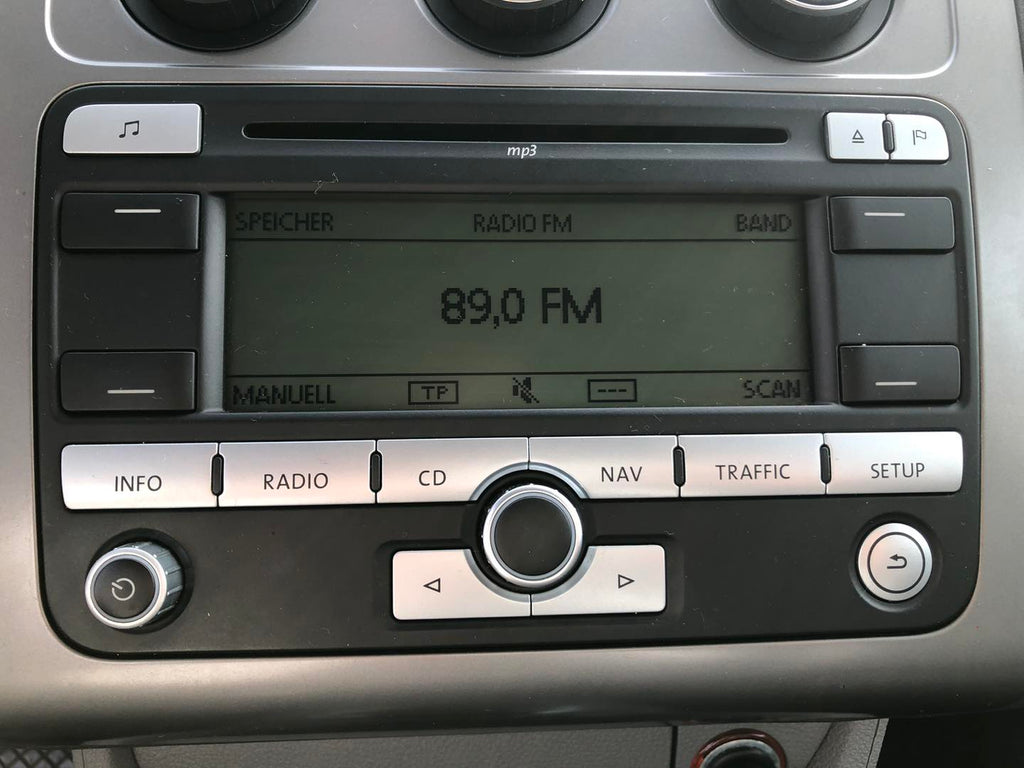 mp3
SPEICHER RADIO FM BAND
89,0 FM
MANUELL TP --- SCAN
INFO RADIO CD NAV TRAFFIC SETUP